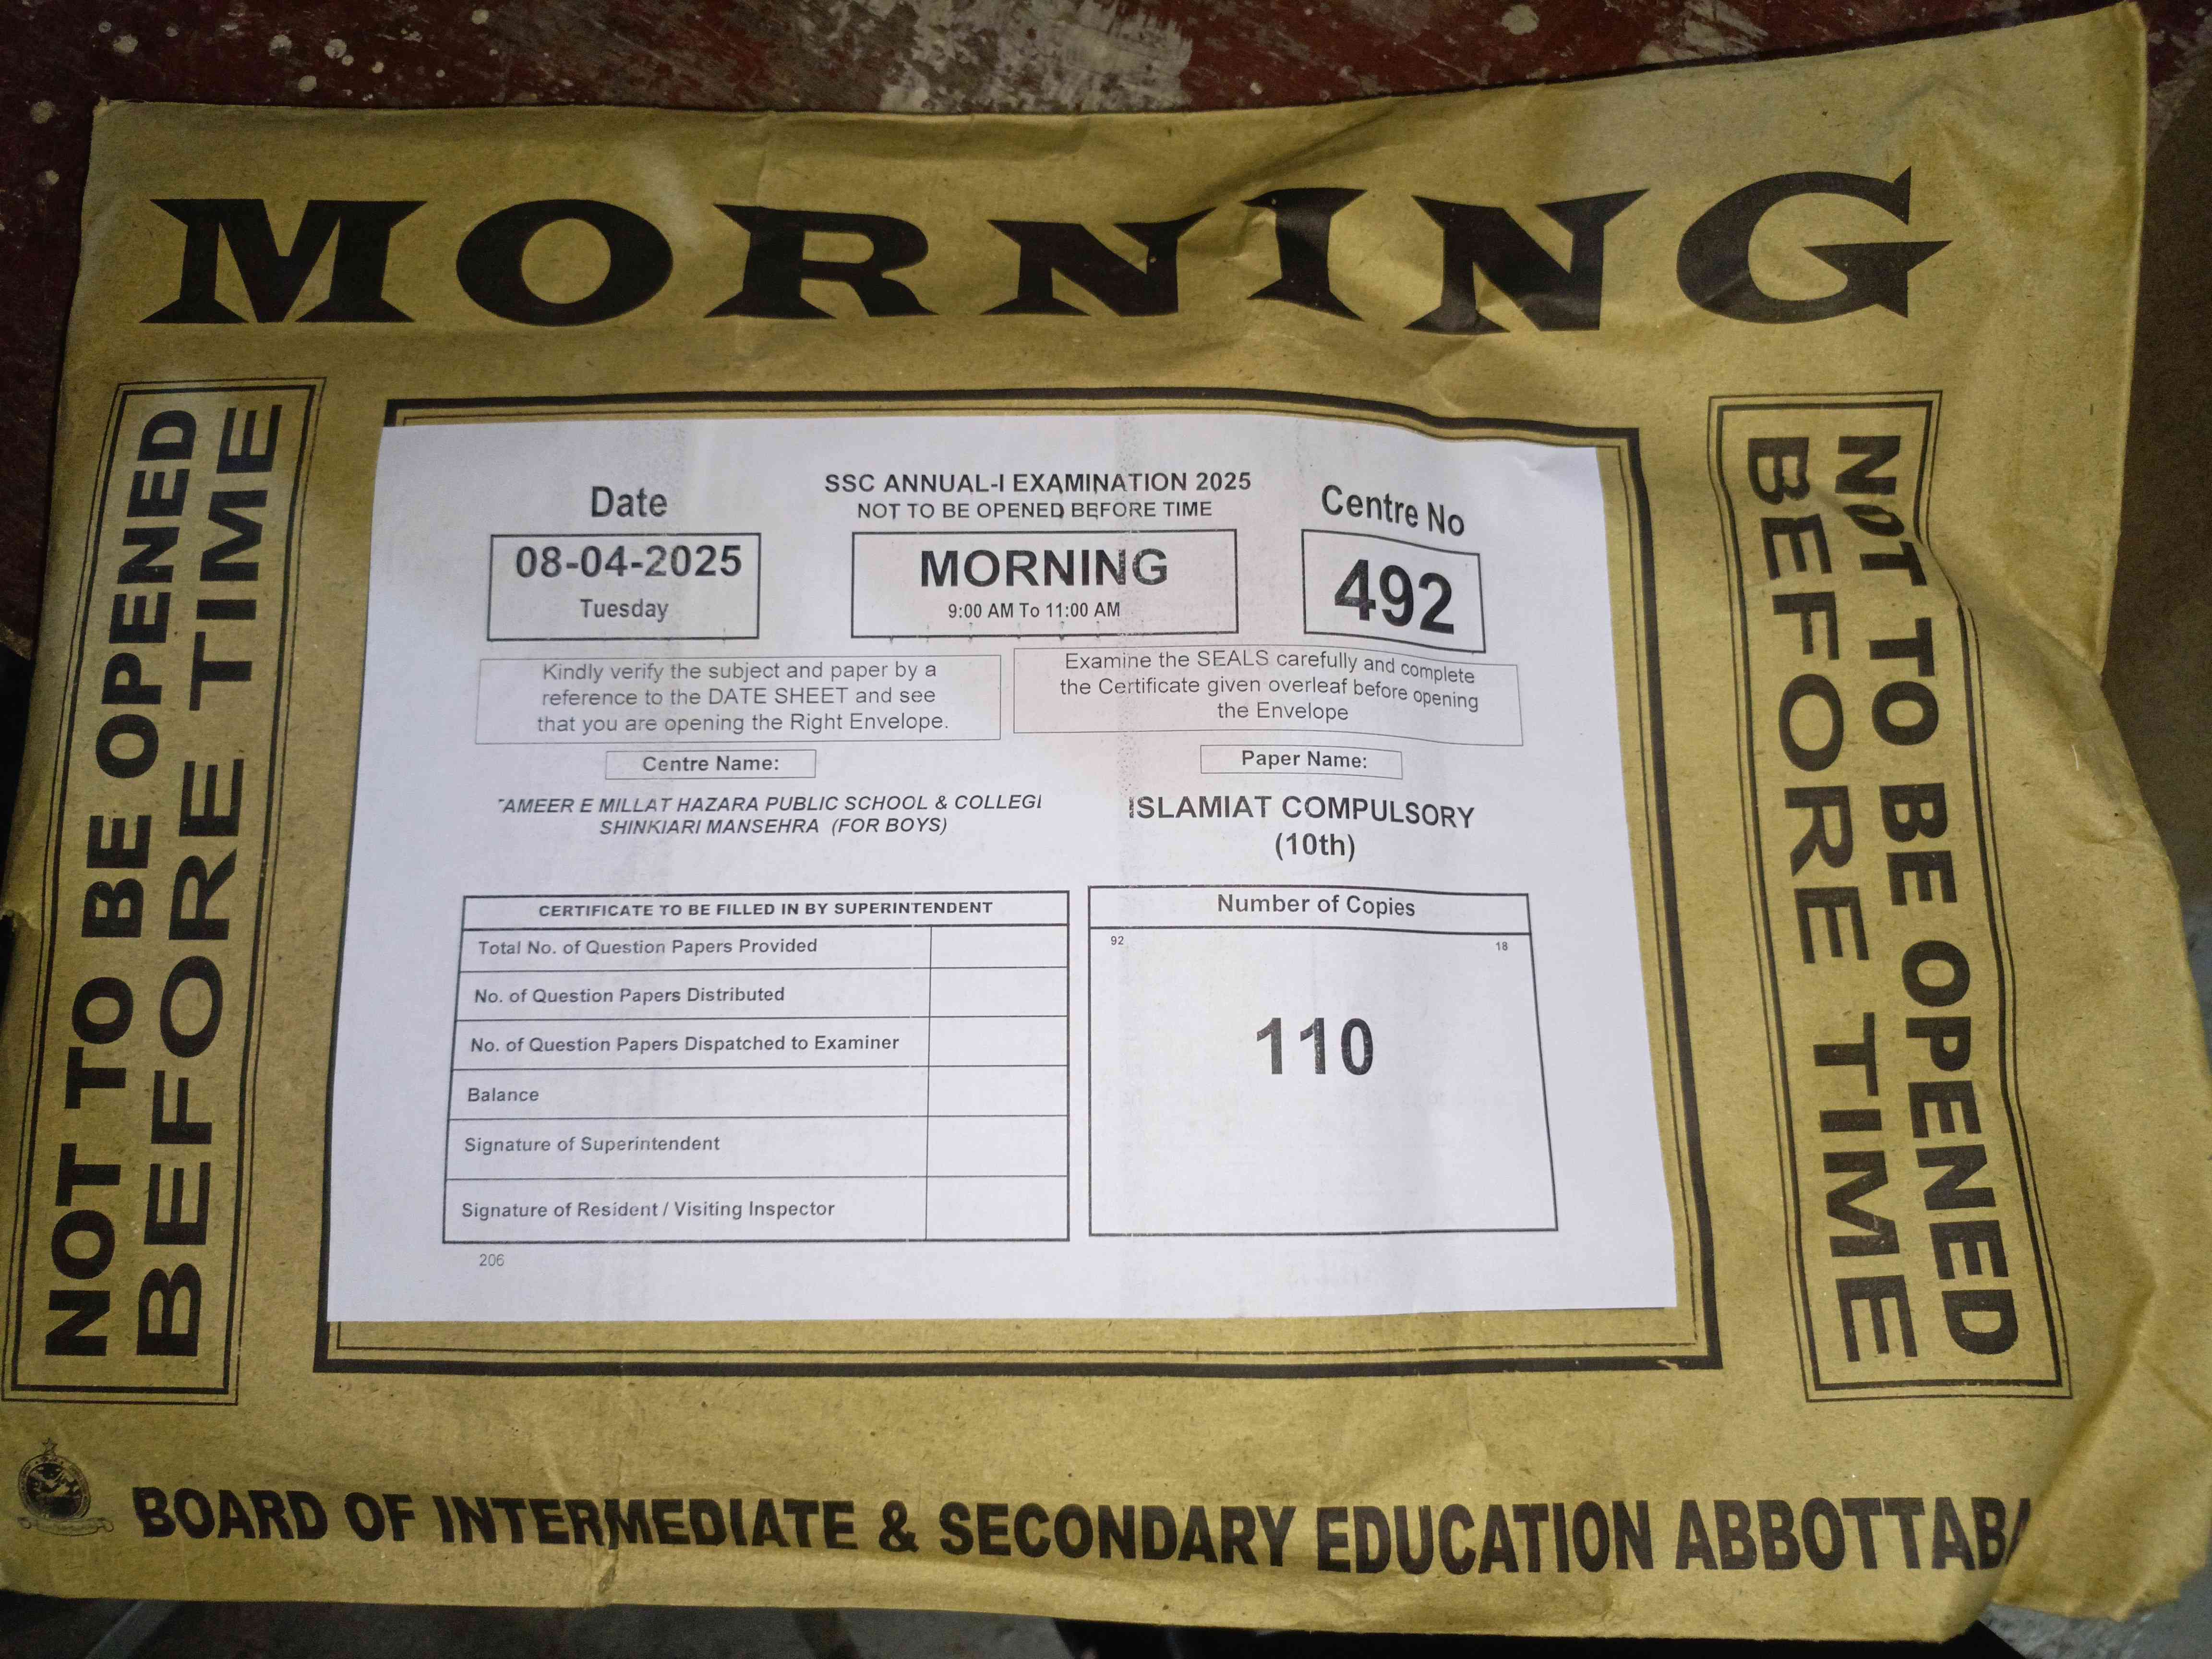 MORNING
NOT TO BE OPENED
BEFORE TIME
Date
08-04-2025
Tuesday
SSC ANNUAL-I EXAMINATION 2025
NOT TO BE OPENED BEFORE TIME
MORNING
9:00 AM To 11:00 AM
Centre No
492
Kindly verify the subject and paper by a
reference to the DATE SHEET and see
that you are opening the Right Envelope.
Examine the SEALS carefully and complete
the Certificate given overleaf before opening
the Envelope
Centre Name:
AMEER E MILLAT HAZARA PUBLIC SCHOOL & COLLEG
SHINKIARI MANSEHRA (FOR BOYS)
Paper Name:
ISLAMIAT COMPULSORY
(10th)
CERTIFICATE TO BE FILLED IN BY SUPERINTENDENT
Total No. of Question Papers Provided
No. of Question Papers Distributed
No. of Question Papers Dispatched to Examiner
Balance
Signature of Superintendent
Signature of Resident / Visiting Inspector
206
Number of Copies
92 18
110
NOT TO BE OPENED
BEFORE TIME
BOARD OF INTERMEDIATE & SECONDARY EDUCATION ABBOTTABA